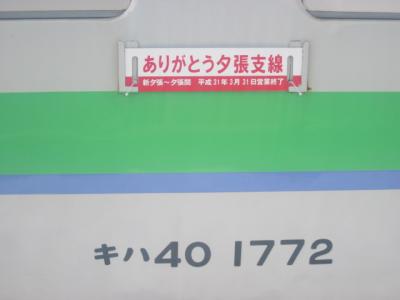 ありがとう夕張支線
新夕張～夕張間　平成31年3月31日営業終了
キハ40 1772